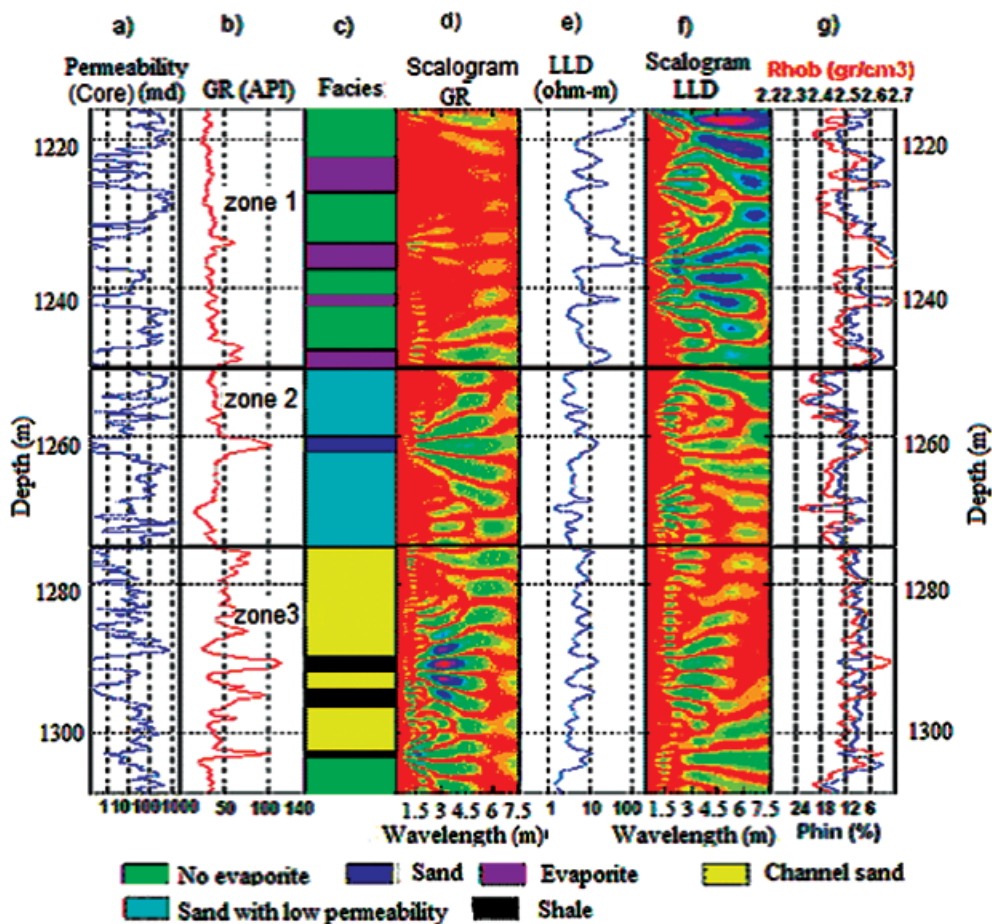 a) b) c) d) e) f) g)
Permeability (Core) (md)
GR (API)
Facies
Scalogram GR
LLD (ohm-m)
Scalogram LLD
Rhob (gr/cm3)
2.22.32.42.52.62.7
1220 1220
zone 1
1240 1240
zone 2
1260 1260
Depth (m) Depth (m)
1280 1280
zone3
1300 1300
1 10 100 1000 50 100 140 1.5 3 4.5 6 7.5 1 10 100 1.5 3 4.5 6 7.5 24 18 12 6
Wavelength (m) Wavelength (m) Phin (%)
No evaporite Sand Evaporite Channel sand
Sand with low permeability Shale